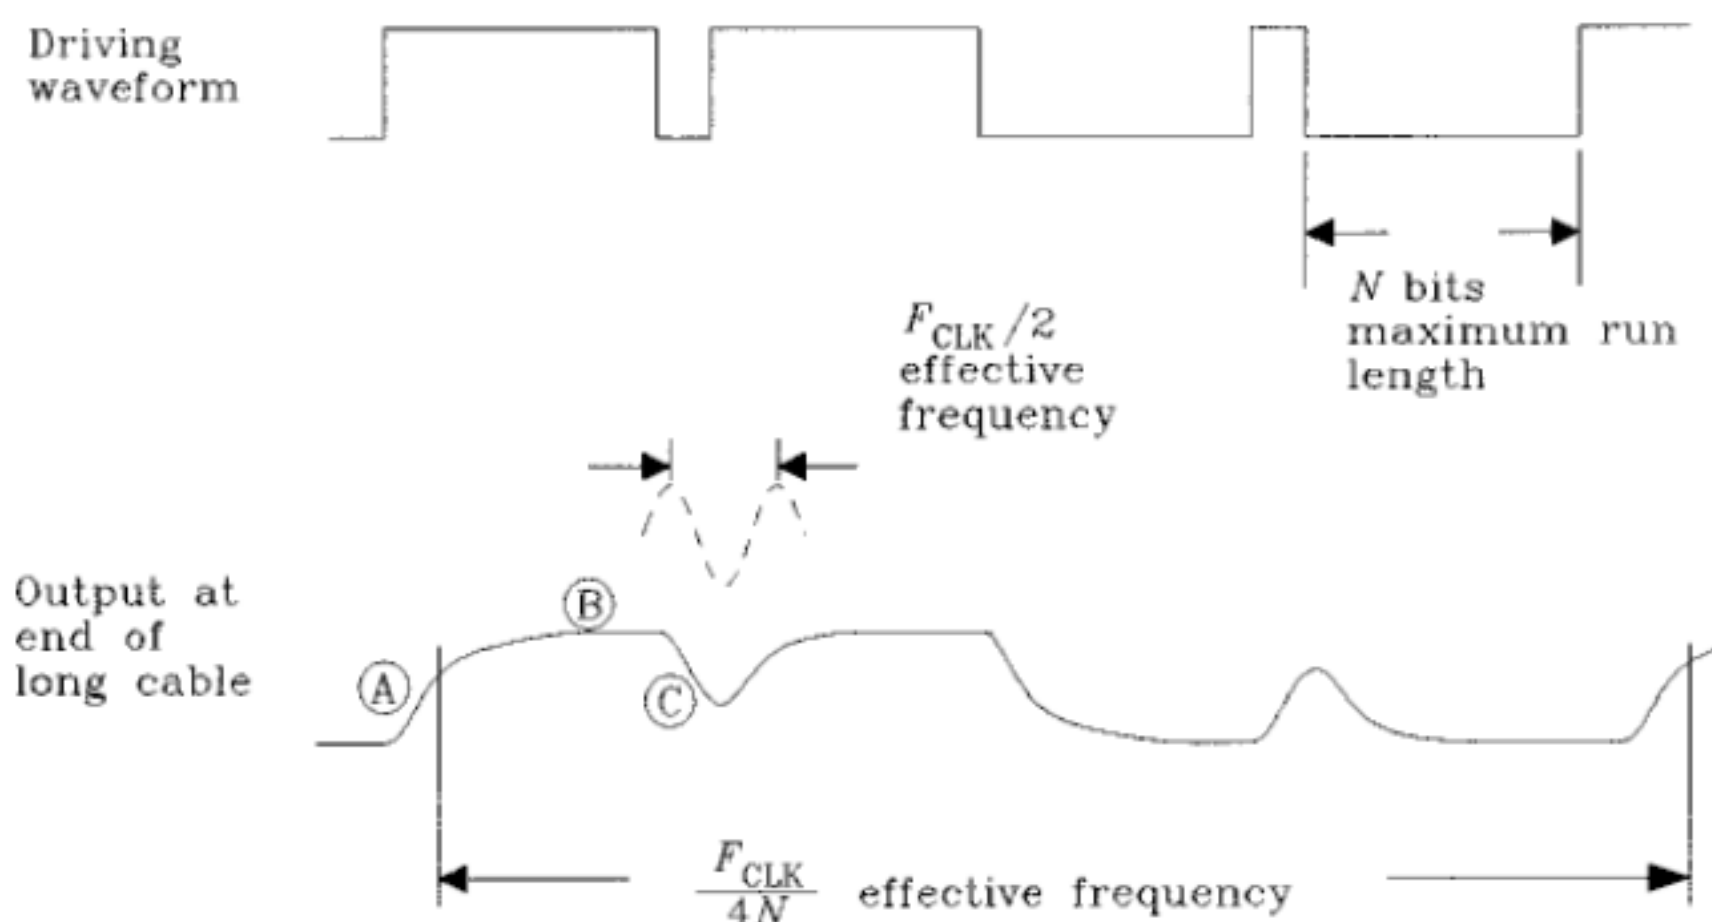 Driving
waveform
N bits
maximum run
length
F_CLK/2
effective
frequency
Output at
end of
long cable
A
B
C
F_CLK
4N
effective frequency